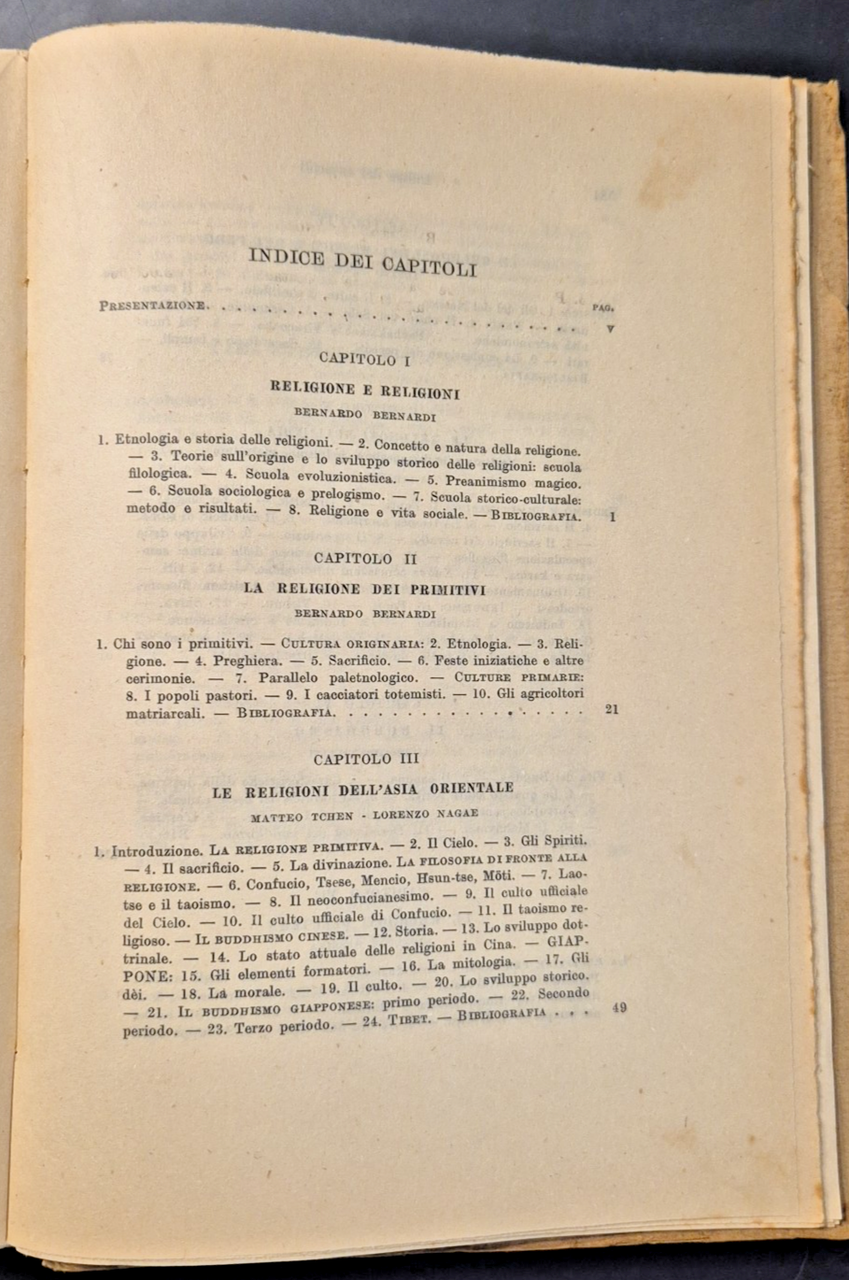 INDICE DEI CAPITOLI
PAG.
PRESENTAZIONE. . . . . . . . . . . . . . . . . . . . . . . . . V
CAPITOLO I
RELIGIONE E RELIGIONI
BERNARDO BERNARDI
1. Etnologia e storia delle religioni. — 2. Concetto e natura della religione.
— 3. Teorie sull'origine e lo sviluppo storico delle religioni: scuola
filologica. — 4. Scuola evoluzionistica. — 5. Preanimismo magico.
— 6. Scuola sociologica e prelogismo. — 7. Scuola storico-culturale:
metodo e risultati. — 8. Religione e vita sociale. — BIBLIOGRAFIA. 1
CAPITOLO II
LA RELIGIONE DEI PRIMITIVI
BERNARDO BERNARDI
1. Chi sono i primitivi. — CULTURA ORIGINARIA: 2. Etnologia. — 3. Reli-
gione. — 4. Preghiera. — 5. Sacrificio. — 6. Feste iniziatiche e altre
cerimonie. — 7. Parallelo paletnologico. — CULTURE PRIMARIE:
8. I popoli pastori. — 9. I cacciatori totemisti. — 10. Gli agricoltori
matriarcali. — BIBLIOGRAFIA. . . . . . . . . . . . . . . . 21
CAPITOLO III
LE RELIGIONI DELL'ASIA ORIENTALE
MATTEO TCHEN - LORENZO NAGAE
1. Introduzione. LA RELIGIONE PRIMITIVA. — 2. Il Cielo. — 3. Gli Spiriti.
— 4. Il sacrificio. — 5. La divinazione. LA FILOSOFIA DI FRONTE ALLA
RELIGIONE. — 6. Confucio, Tsese, Mencio, Hsun-tse, Möti. — 7. Lao-
tse e il taoismo. — 8. Il neoconfucianesimo. — 9. Il culto ufficiale
del Cielo. — 10. Il culto ufficiale di Confucio. — 11. Il taoismo re-
ligioso. — IL BUDDHISMO CINESE. — 12. Storia. — 13. Lo sviluppo dot-
trinale. — 14. Lo stato attuale delle religioni in Cina. — GIAP-
PONE: 15. Gli elementi formatori. — 16. La mitologia. — 17. Gli
dèi. — 18. La morale. — 19. Il culto. — 20. Lo sviluppo storico.
— 21. IL BUDDHISMO GIAPPONESE: primo periodo. — 22. Secondo
periodo. — 23. Terzo periodo. — 24. TIBET. — BIBLIOGRAFIA . . . 49